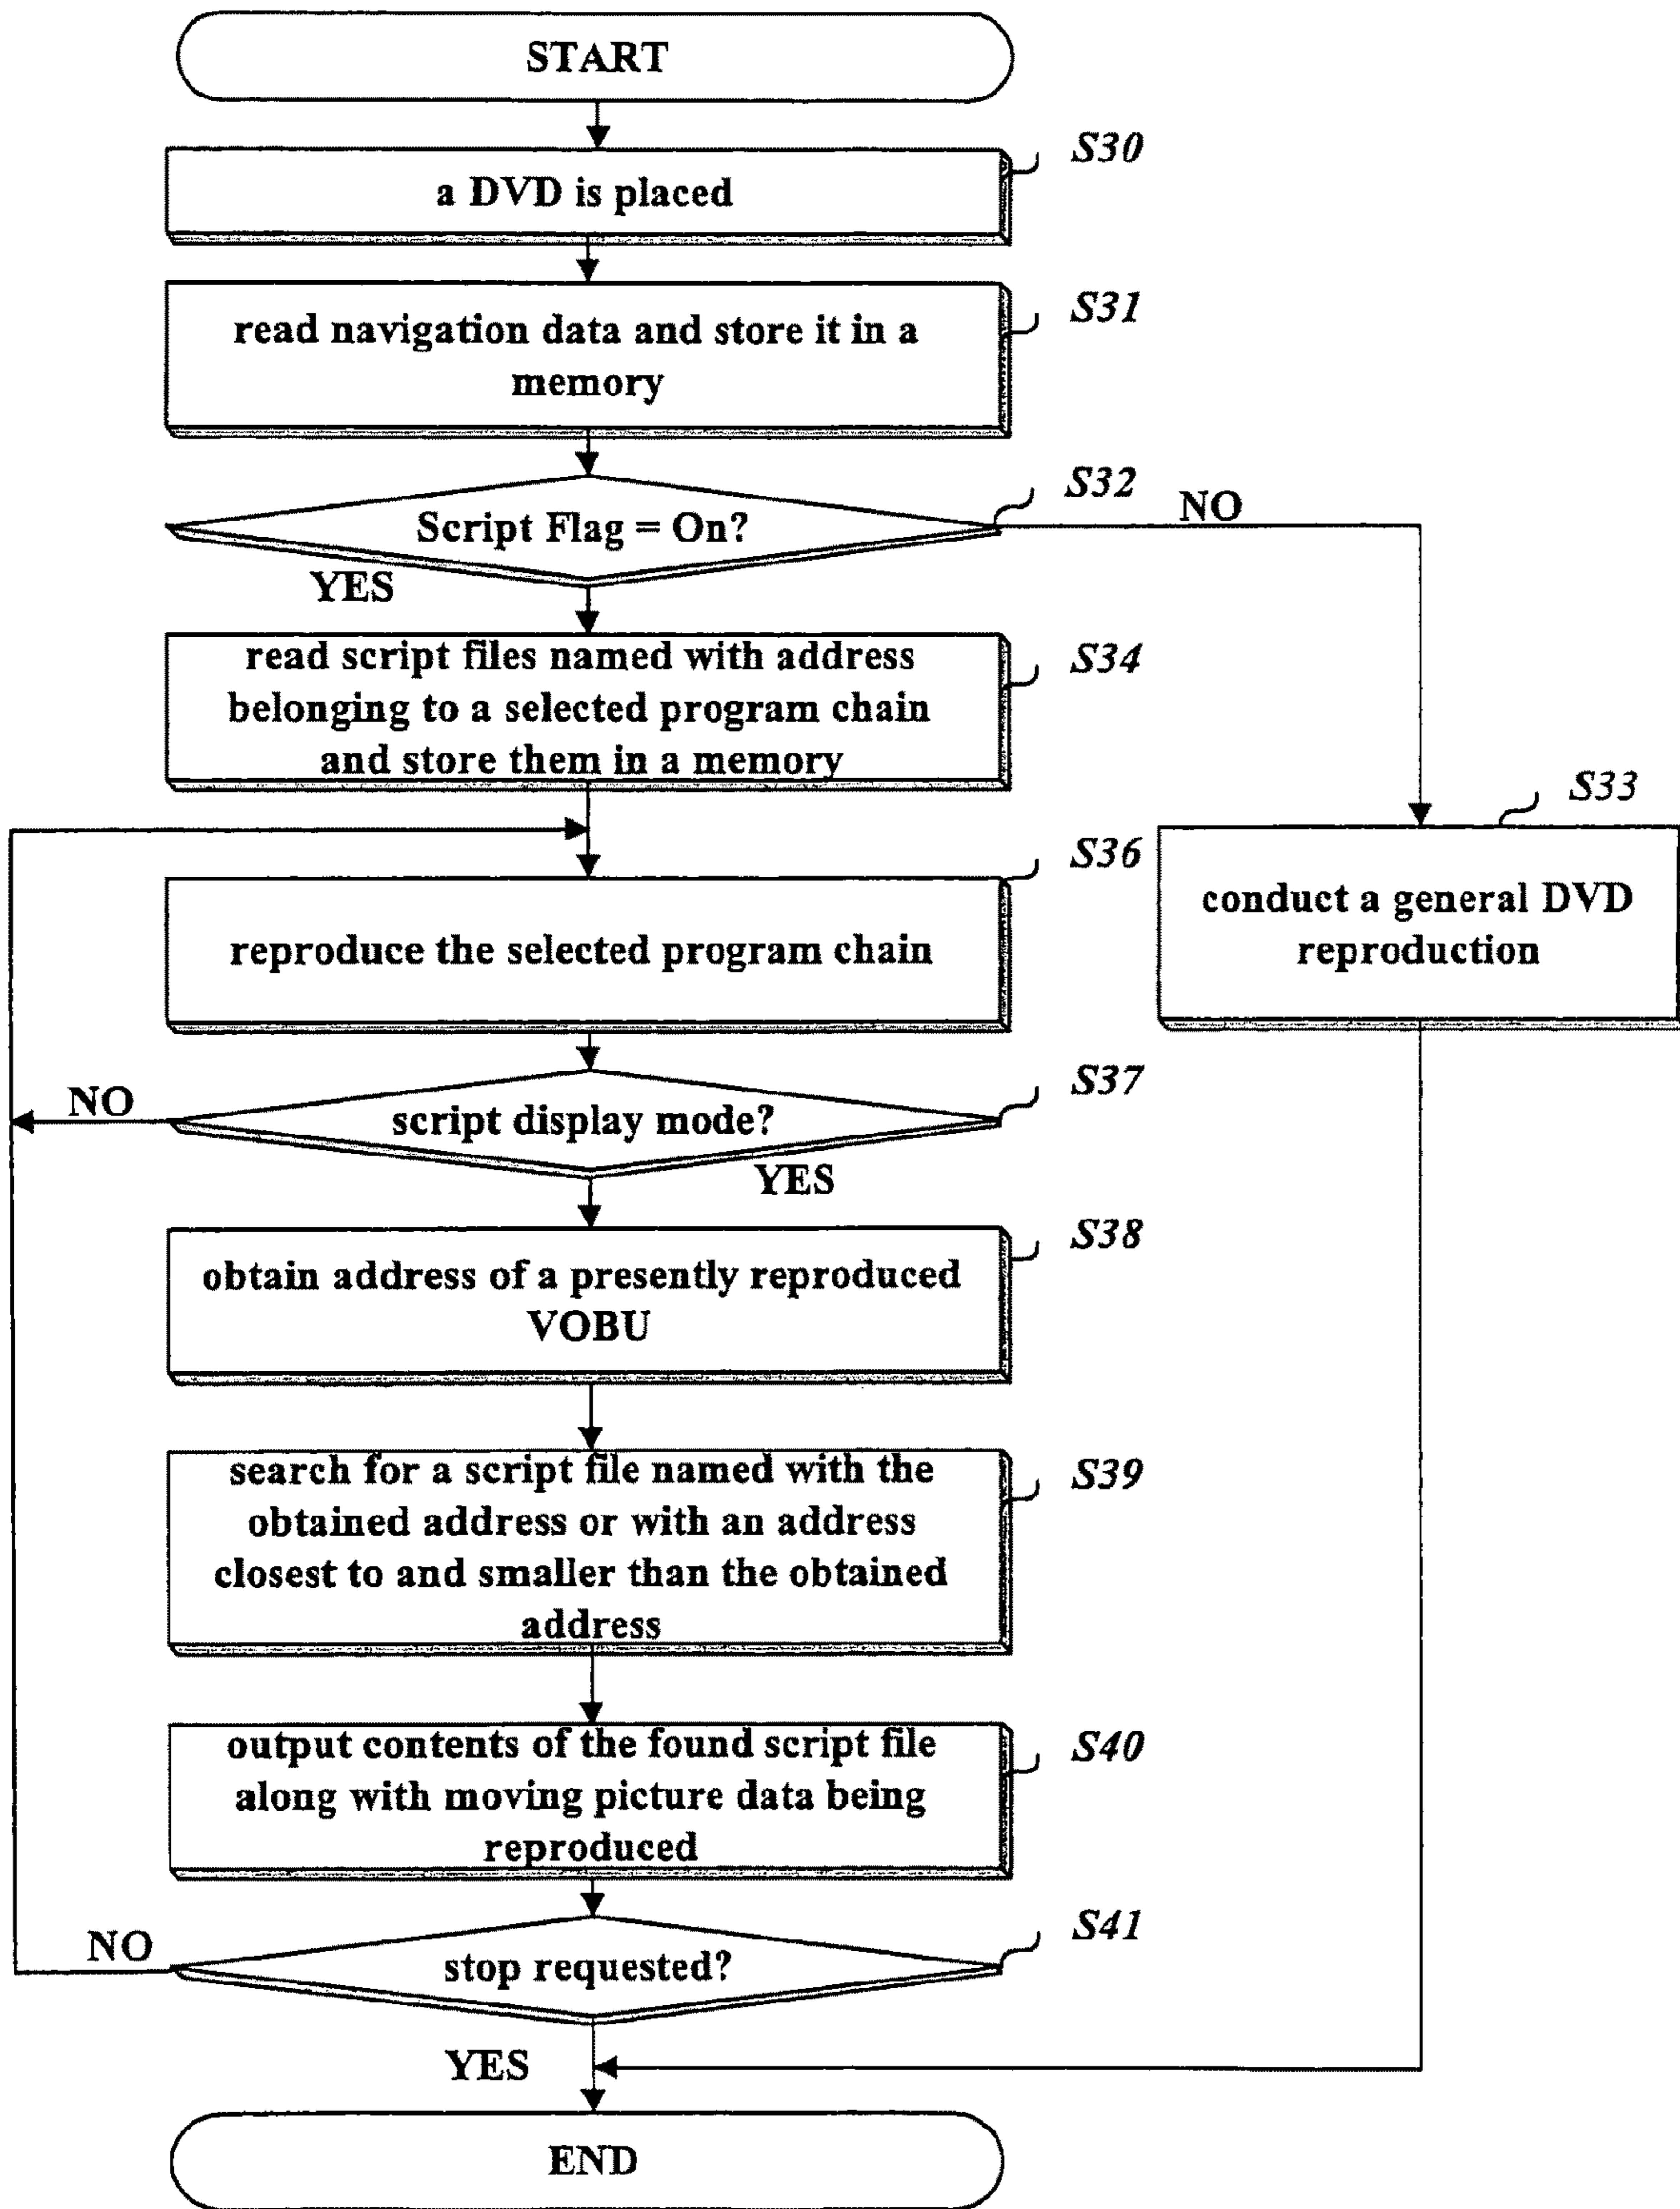 START
S30
a DVD is placed
S31
read navigation data and store it in a
memory
S32
NO
Script Flag = On?
YES
read script files named with address
S34
belonging to a selected program chain
and store them in a memory
S33
S36
conduct a general DVD
reproduction
reproduce the selected program chain
S37
NO
script display mode?
YES
S38
obtain address of a presently reproduced
VOBU
search for a script file named with the
S39
obtained address or with an address
closest to and smaller than the obtained
address
output contents of the found script file
S40
along with moving picture data being
reproduced
S41
NO
stop requested?
YES
END